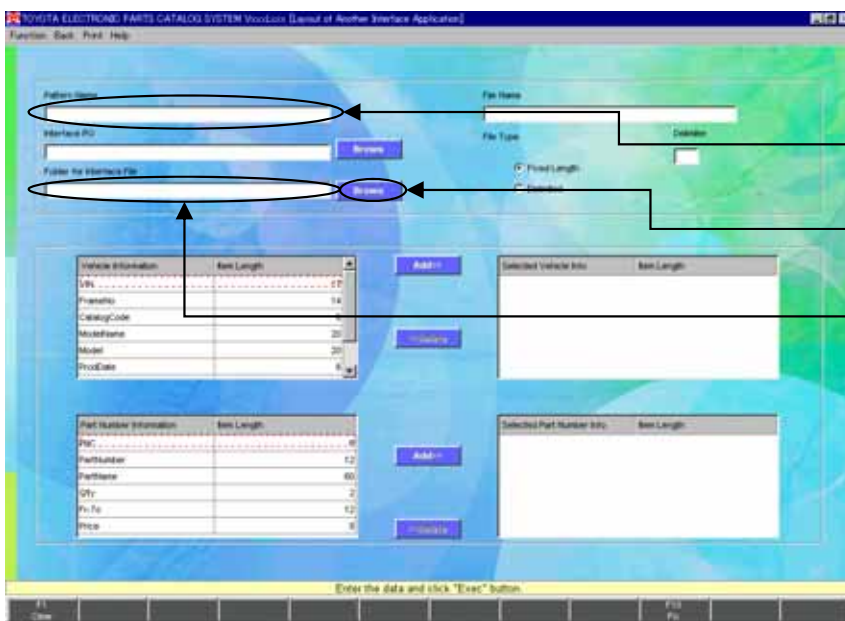 TOYOTA ELECTRONIC PARTS CATALOG SYSTEM [Layout of Another Interface Application]
Function Back Print Help
Pattern Name
File Name
Interface PG
File Type
Delimiter
Browse
Fixed Length
Folder for Interface File
Browse
Delimited
Vehicle Information Item Length
Add>>
Selected Vehicle Info. Item Length
VIN 17
FrameNo 14
CatalogCode
ModelName 20
<<Delete
Model 20
ProdDate 6
Part Number Information Item Length
Selected Part Number Info. Item Length
PNC
Add>>
PartNumber 12
PartName 60
Qty 2
Fr-To 12
Price
<<Delete
Enter the data and click "Exec" button.
F1
Clear